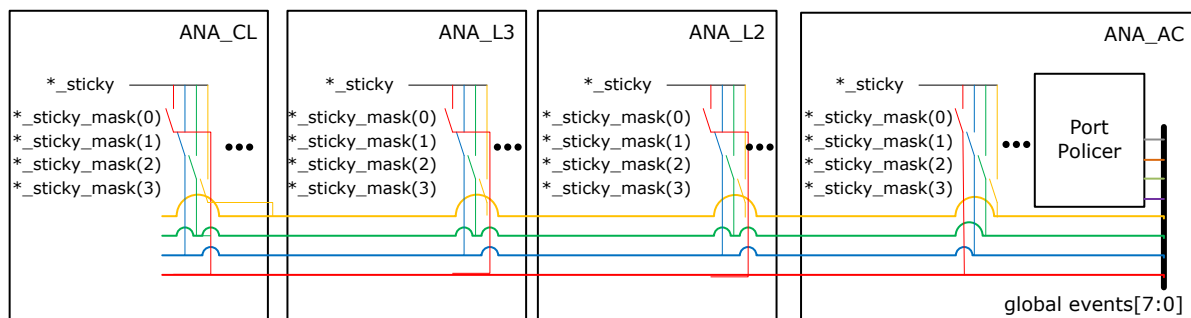 ANA_CL
*_sticky
*_sticky_mask(0)
*_sticky_mask(1)
*_sticky_mask(2)
*_sticky_mask(3)
•••
ANA_L3
*_sticky
*_sticky_mask(0)
*_sticky_mask(1)
*_sticky_mask(2)
*_sticky_mask(3)
•••
ANA_L2
*_sticky
*_sticky_mask(0)
*_sticky_mask(1)
*_sticky_mask(2)
*_sticky_mask(3)
•••
ANA_AC
*_sticky
*_sticky_mask(0)
*_sticky_mask(1)
*_sticky_mask(2)
*_sticky_mask(3)
•••
Port
Policer
global events[7:0]